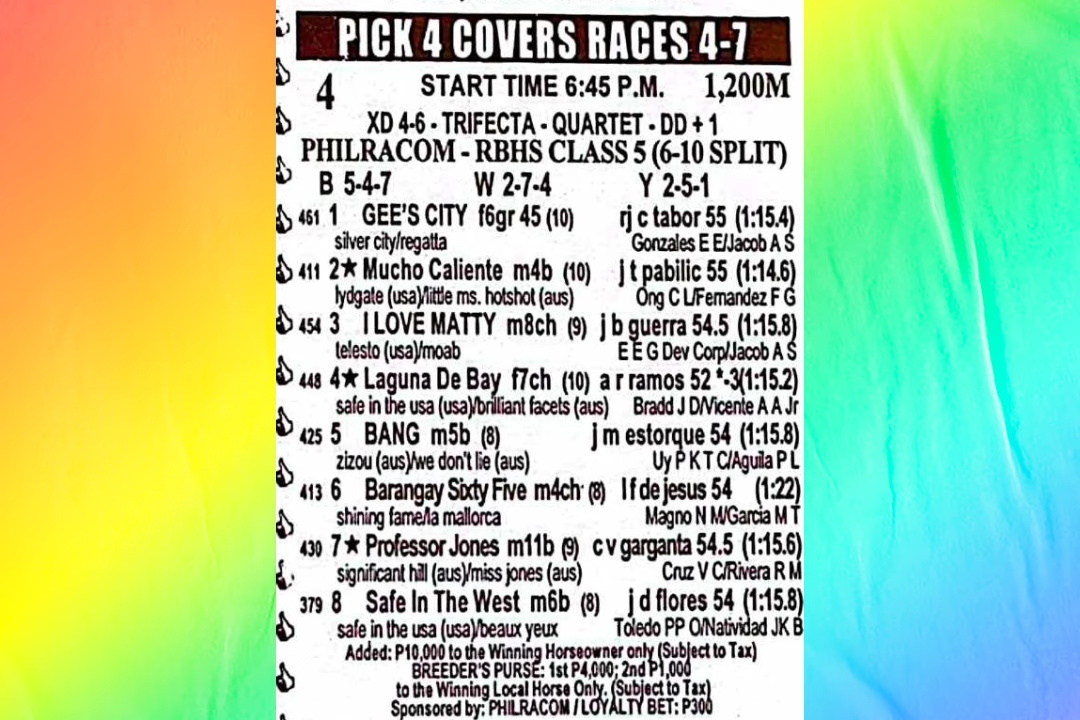 PICK 4 COVERS RACES 4-7
4 START TIME 6:45 P.M. 1,200M
XD 4-6 - TRIFECTA - QUARTET - DD + 1
PHILRACOM - RBHS CLASS 5 (6-10 SPLIT)
B 5-4-7 W 2-7-4 Y 2-5-1
461 1 GEE'S CITY f6gr 45 (10) rj c tabor 55 (1:15.4)
silver city/regatta Gonzales E E/Jacob A S
411 2★ Mucho Caliente m4b (10) j t pabilic 55 (1:14.6)
lydgate (usa)/little ms. hotshot (aus) Ong C L/Fernandez F G
454 3 I LOVE MATTY m8ch (9) j b guerra 54.5 (1:15.8)
telesto (usa)/moab E E G Dev Corp/Jacob A S
448 4★ Laguna De Bay f7ch (10) a r ramos 52 *-3(1:15.2)
safe in the usa (usa)/brilliant facets (aus) Bradd J D/Vicente A A Jr
425 5 BANG m5b (8) j m estorque 54 (1:15.8)
zizou (aus)/we don't lie (aus) Uy P K T C/Aguila P L
413 6 Barangay Sixty Five m4ch (8) l f de jesus 54 (1:22)
shining fame/la mallorca Magno N M/Garcia M T
430 7★ Professor Jones m11b (9) c v garganta 54.5 (1:15.6)
significant hill (aus)/miss jones (aus) Cruz V C/Rivera R M
379 8 Safe In The West m6b (8) j d flores 54 (1:15.8)
safe in the usa (usa)/beaux yeux Toledo PP O/Natividad JK B
Added: P10,000 to the Winning Horseowner only (Subject to Tax)
BREEDER'S PURSE: 1st P4,000; 2nd P1,000
to the Winning Local Horse Only. (Subject to Tax)
Sponsored by: PHILRACOM / LOYALTY BET: P300